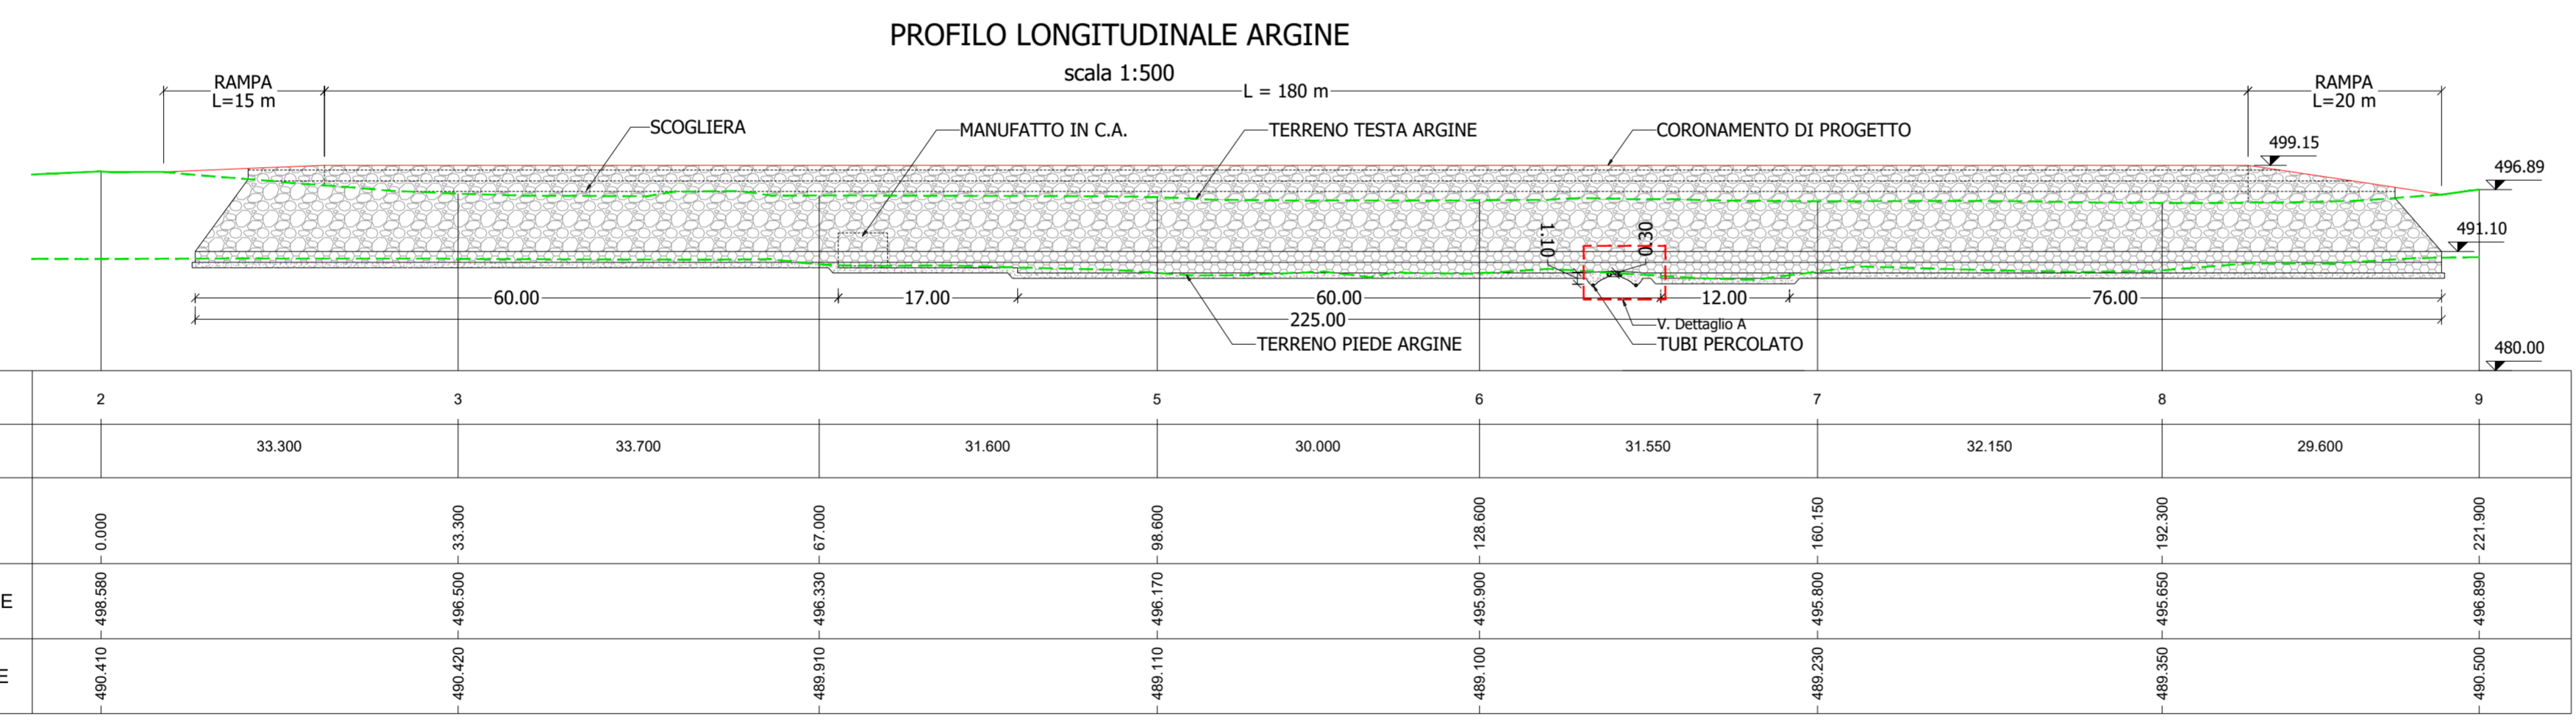 PROFILO LONGITUDINALE ARGINE
scala 1:500
RAMPA
L=15 m
L = 180 m
RAMPA
L=20 m
SCOGLIERA
MANUFATTO IN C.A.
TERRENO TESTA ARGINE
CORONAMENTO DI PROGETTO
499.15
496.89
491.10
1.10
0.30
60.00
17.00
60.00
12.00
76.00
225.00
V. Dettaglio A
TERRENO PIEDE ARGINE
TUBI PERCOLATO
480.00
2 3 5 6 7 8 9
33.300 33.700 31.600 30.000 31.550 32.150 29.600
0.000 33.300 67.000 98.600 128.600 160.150 192.300 221.900
E 498.580 496.500 496.330 496.170 495.900 495.800 495.650 496.890
E 490.410 490.420 489.910 489.110 489.100 489.230 489.350 490.500